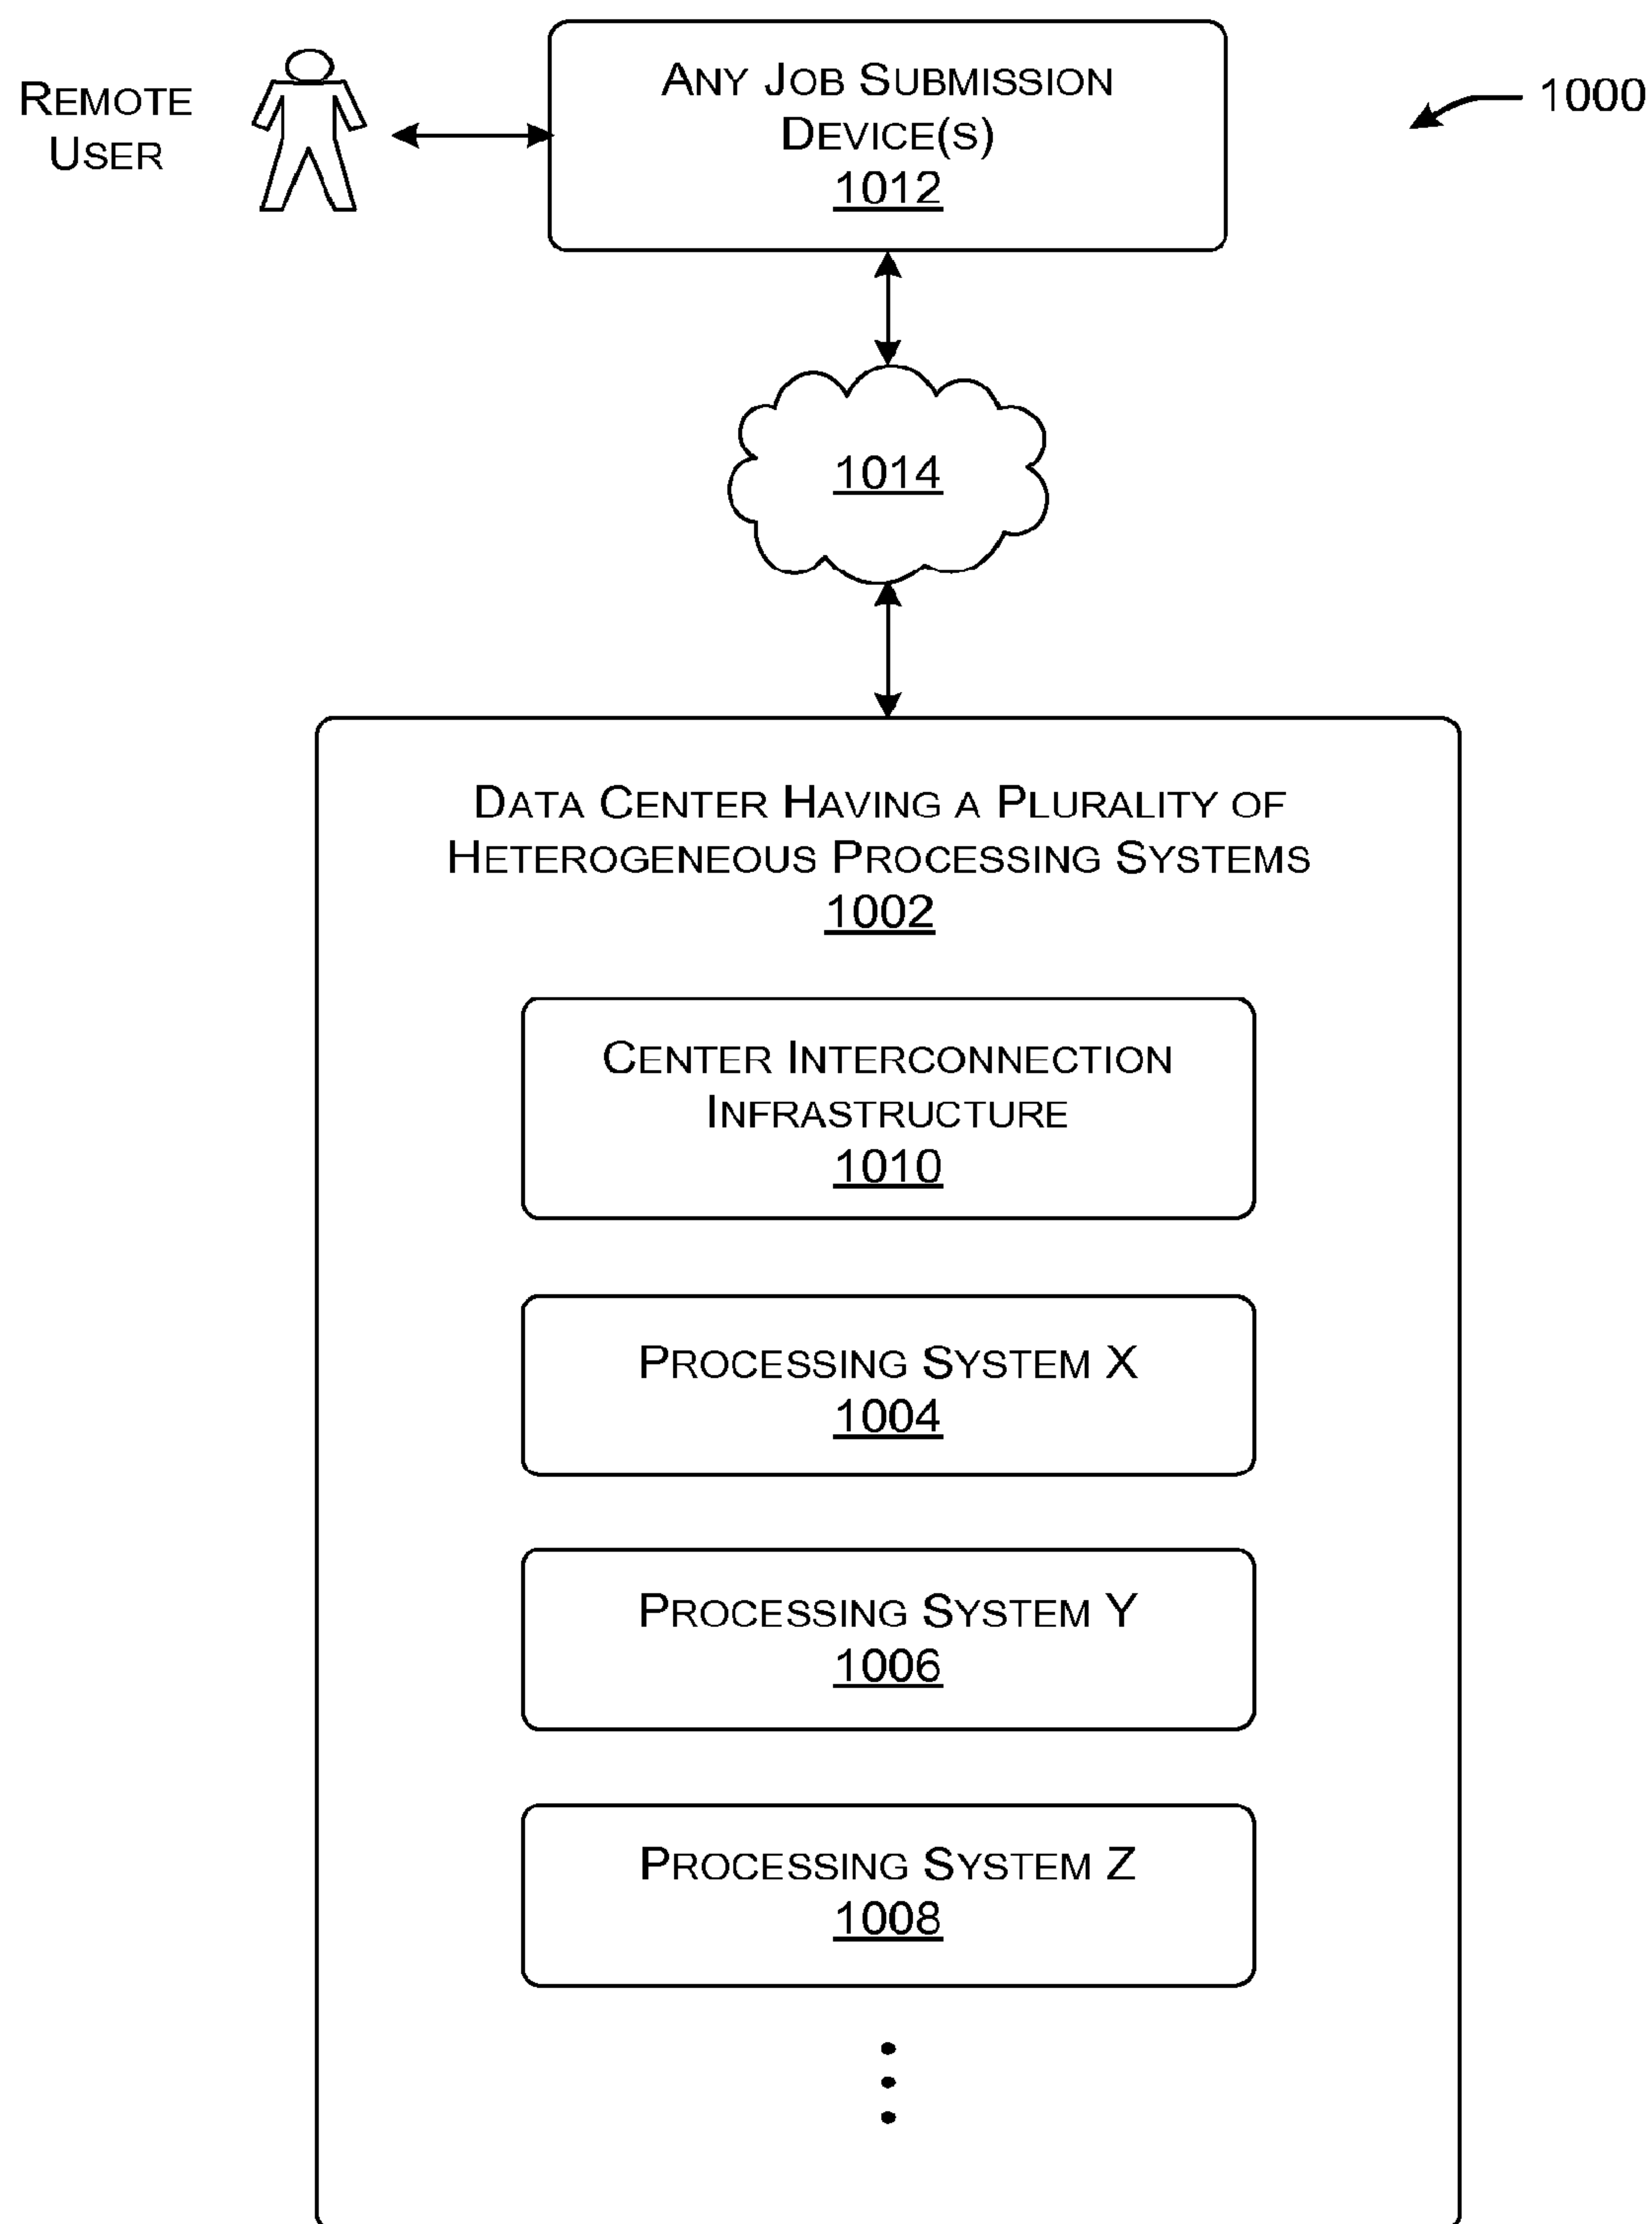 REMOTE
USER
ANY JOB SUBMISSION
DEVICE(S)
1012
1000
1014
DATA CENTER HAVING A PLURALITY OF
HETEROGENEOUS PROCESSING SYSTEMS
1002
CENTER INTERCONNECTION
INFRASTRUCTURE
1010
PROCESSING SYSTEM X
1004
PROCESSING SYSTEM Y
1006
PROCESSING SYSTEM Z
1008